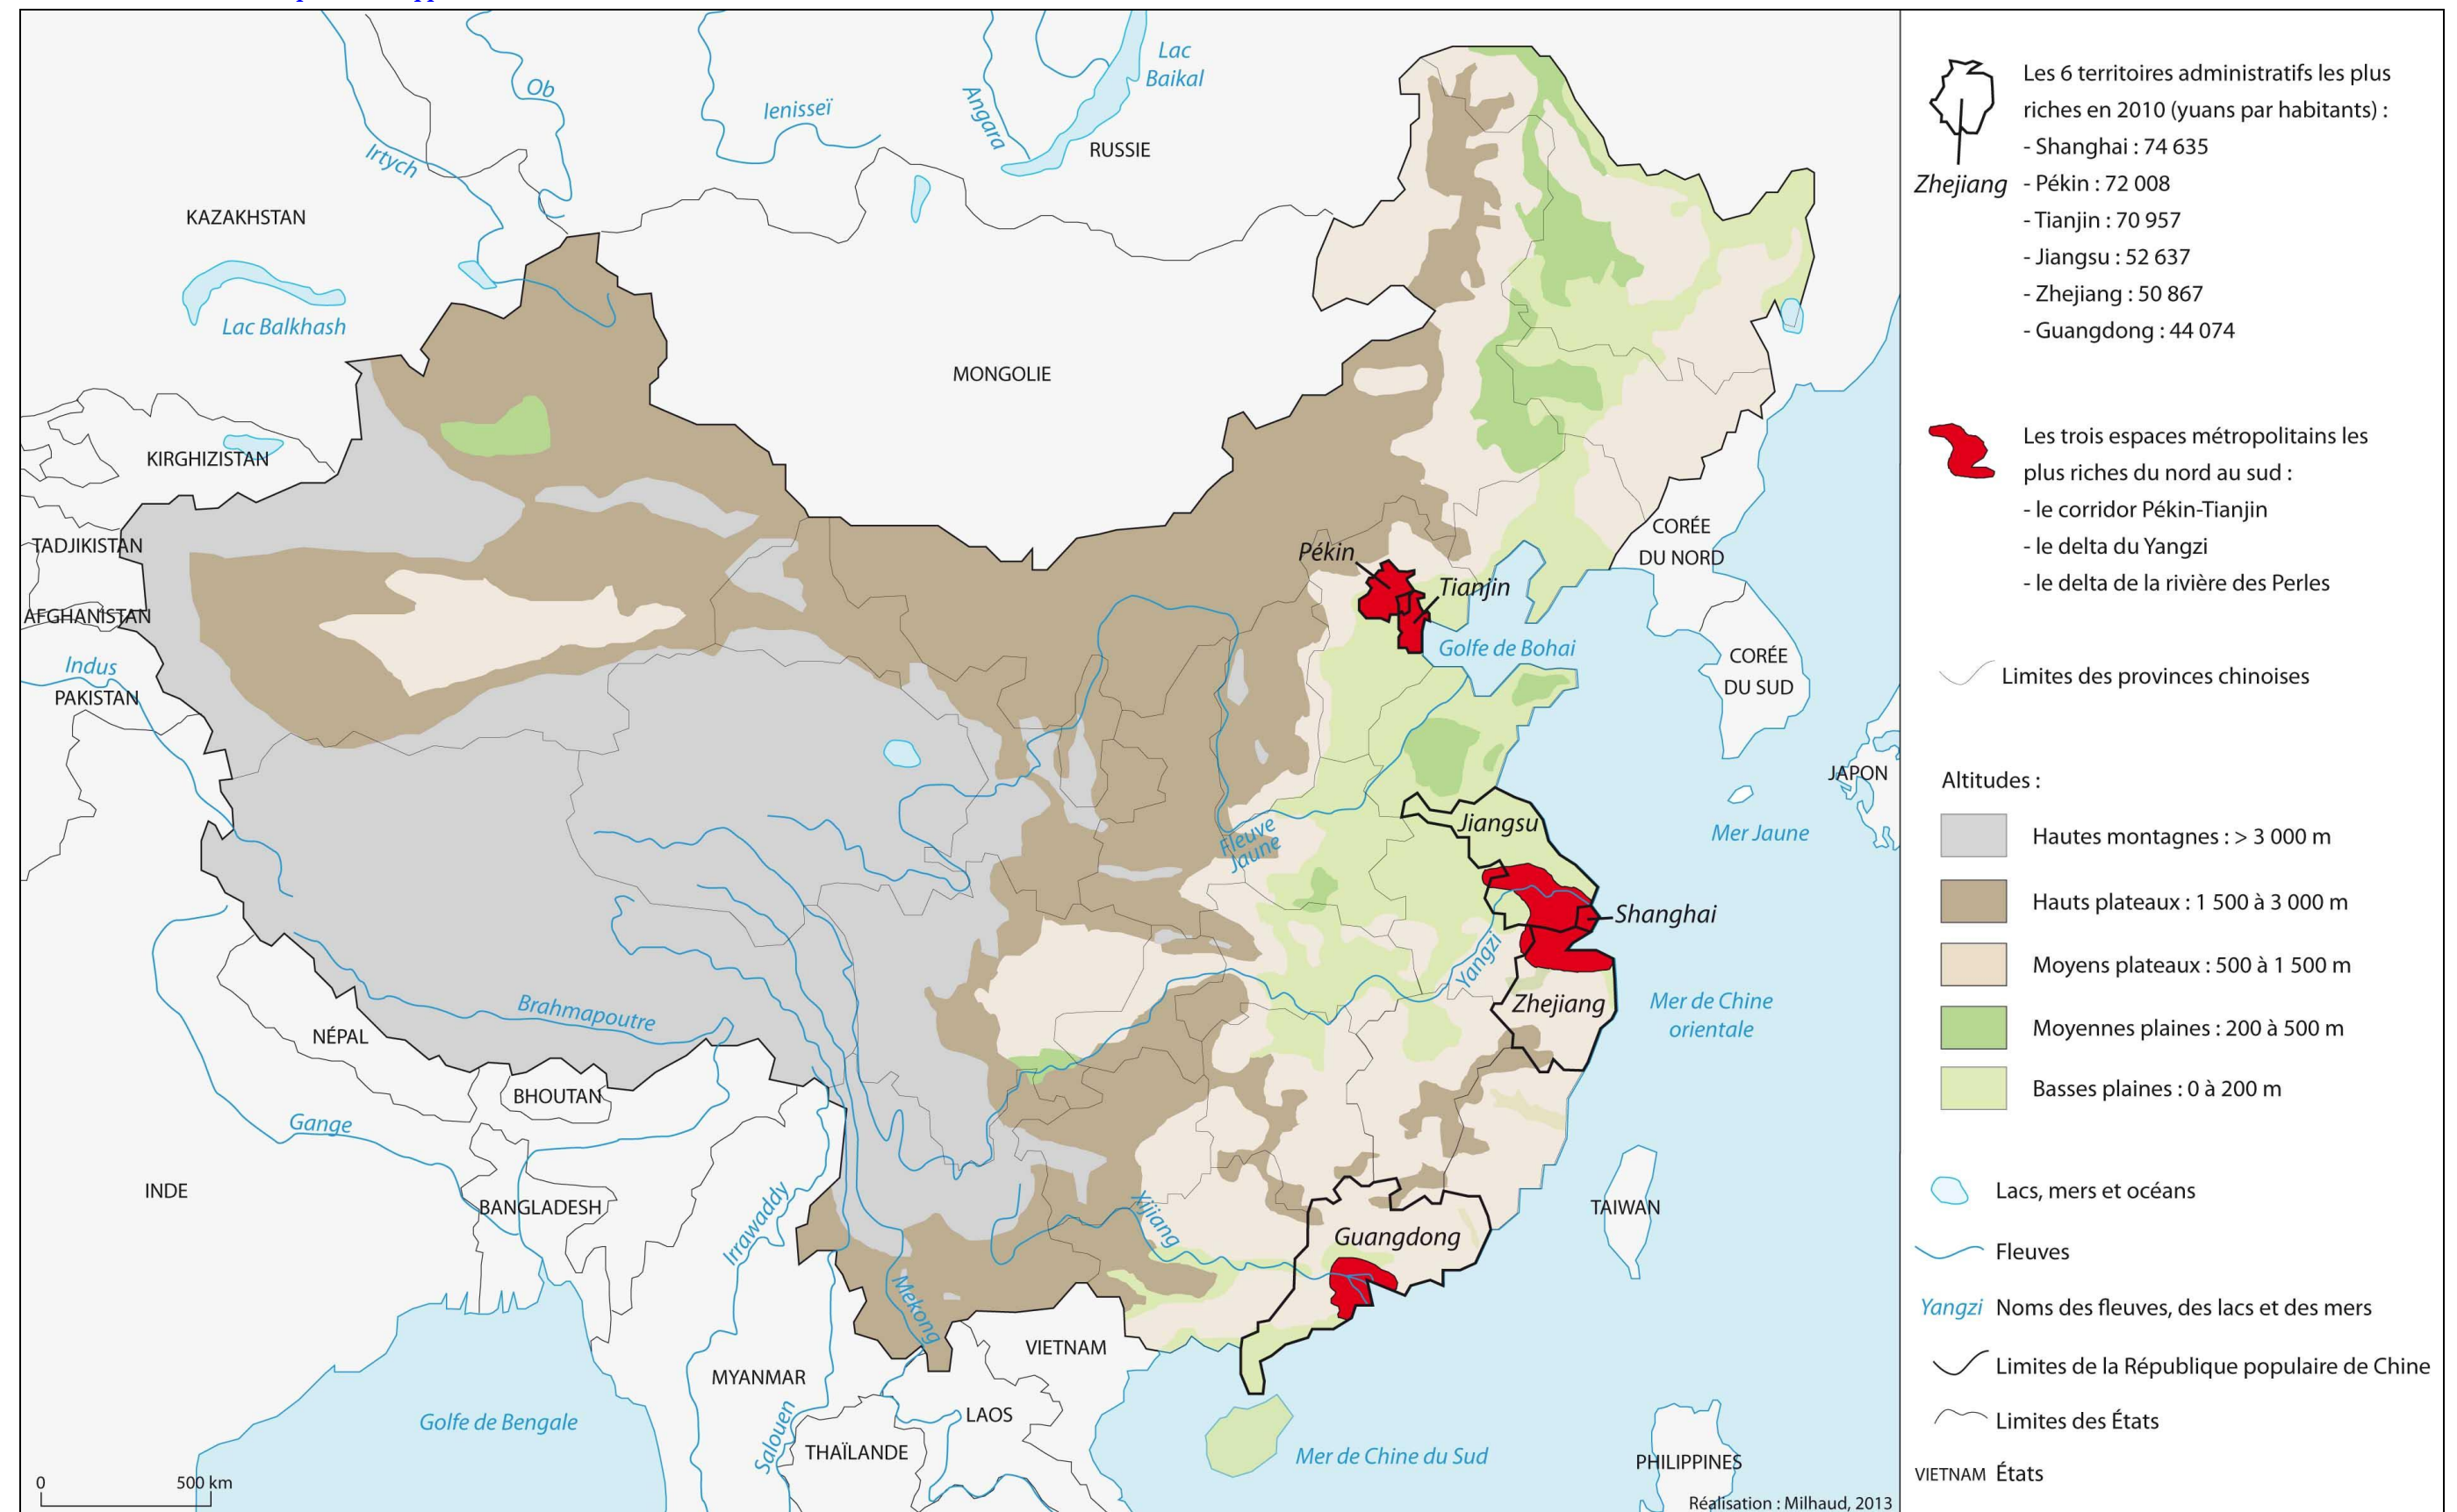 Lac
Baikal
Ob
Ienisseï
Angara
Irtych
RUSSIE
KAZAKHSTAN
Lac Balkhash
MONGOLIE
KIRGHIZISTAN
TADJIKISTAN
AFGHANISTAN
Indus
PAKISTAN
CORÉE
DU NORD
Pékin
Tianjin
Golfe de Bohai
CORÉE
DU SUD
JAPON
Jiangsu
Mer Jaune
Fleuve
Jaune
Shanghai
Yangzi
Zhejiang
Mer de Chine
orientale
Brahmapoutre
NÉPAL
BHOUTAN
Gange
INDE
BANGLADESH
Irrawaddy
Xijiang
TAIWAN
Guangdong
Mekong
VIETNAM
MYANMAR
LAOS
Golfe de Bengale
Salouen
THAÏLANDE
Mer de Chine du Sud
PHILIPPINES
0 500 km
Réalisation : Milhaud, 2013
Zhejiang
Les 6 territoires administratifs les plus
riches en 2010 (yuans par habitants) :
- Shanghai : 74 635
- Pékin : 72 008
- Tianjin : 70 957
- Jiangsu : 52 637
- Zhejiang : 50 867
- Guangdong : 44 074
Les trois espaces métropolitains les
plus riches du nord au sud :
- le corridor Pékin-Tianjin
- le delta du Yangzi
- le delta de la rivière des Perles
Limites des provinces chinoises
Altitudes :
Hautes montagnes : > 3 000 m
Hauts plateaux : 1 500 à 3 000 m
Moyens plateaux : 500 à 1 500 m
Moyennes plaines : 200 à 500 m
Basses plaines : 0 à 200 m
Lacs, mers et océans
Fleuves
Yangzi Noms des fleuves, des lacs et des mers
Limites de la République populaire de Chine
Limites des États
VIETNAM États